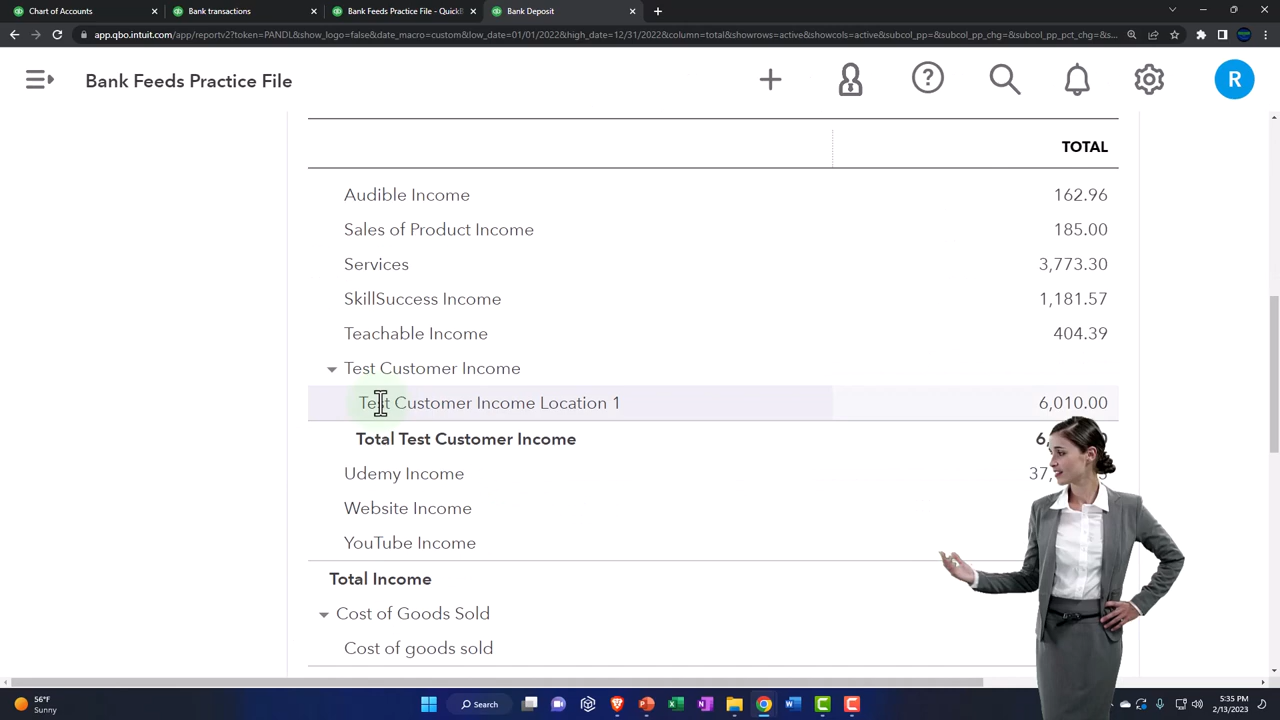 Chart of Accounts
Bank transactions
Bank Feeds Practice File - QuickB
Bank Deposit
app.qbo.intuit.com/app/reportv2?token=PANDL&show_logo=false&date_macro=custom&low_date=01/01/2022&high_date=12/31/2022&column=total&showrows=active&showcols=active&subcol_pp=&subcol_pp_chg=&subcol_pp_pct_chg=&s...
Bank Feeds Practice File
R
TOTAL
Audible Income 162.96
Sales of Product Income 185.00
Services 3,773.30
SkillSuccess Income 1,181.57
Teachable Income 404.39
Test Customer Income
Test Customer Income Location 1 6,010.00
Total Test Customer Income
Udemy Income
Website Income
YouTube Income
Total Income
Cost of Goods Sold
Cost of goods sold
56°F
Sunny
Search
5:35 PM
2/13/2023